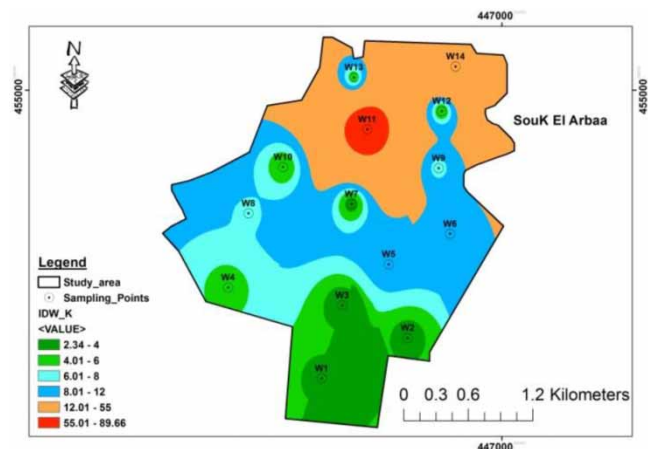 447000
N
455000
455000
W13
W14
W12
SouK El Arbaa
W11
W10
W9
W7
W8
W6
W5
Legend
Study_area
W4
W3
Sampling_Points
IDW_K
<VALUE>
W2
2.34 - 4
4.01 - 6
6.01 - 8
W1
8.01 - 12
1.2 Kilometers
0 0.3 0.6
12.01 - 55
55.01 - 89.66
447000